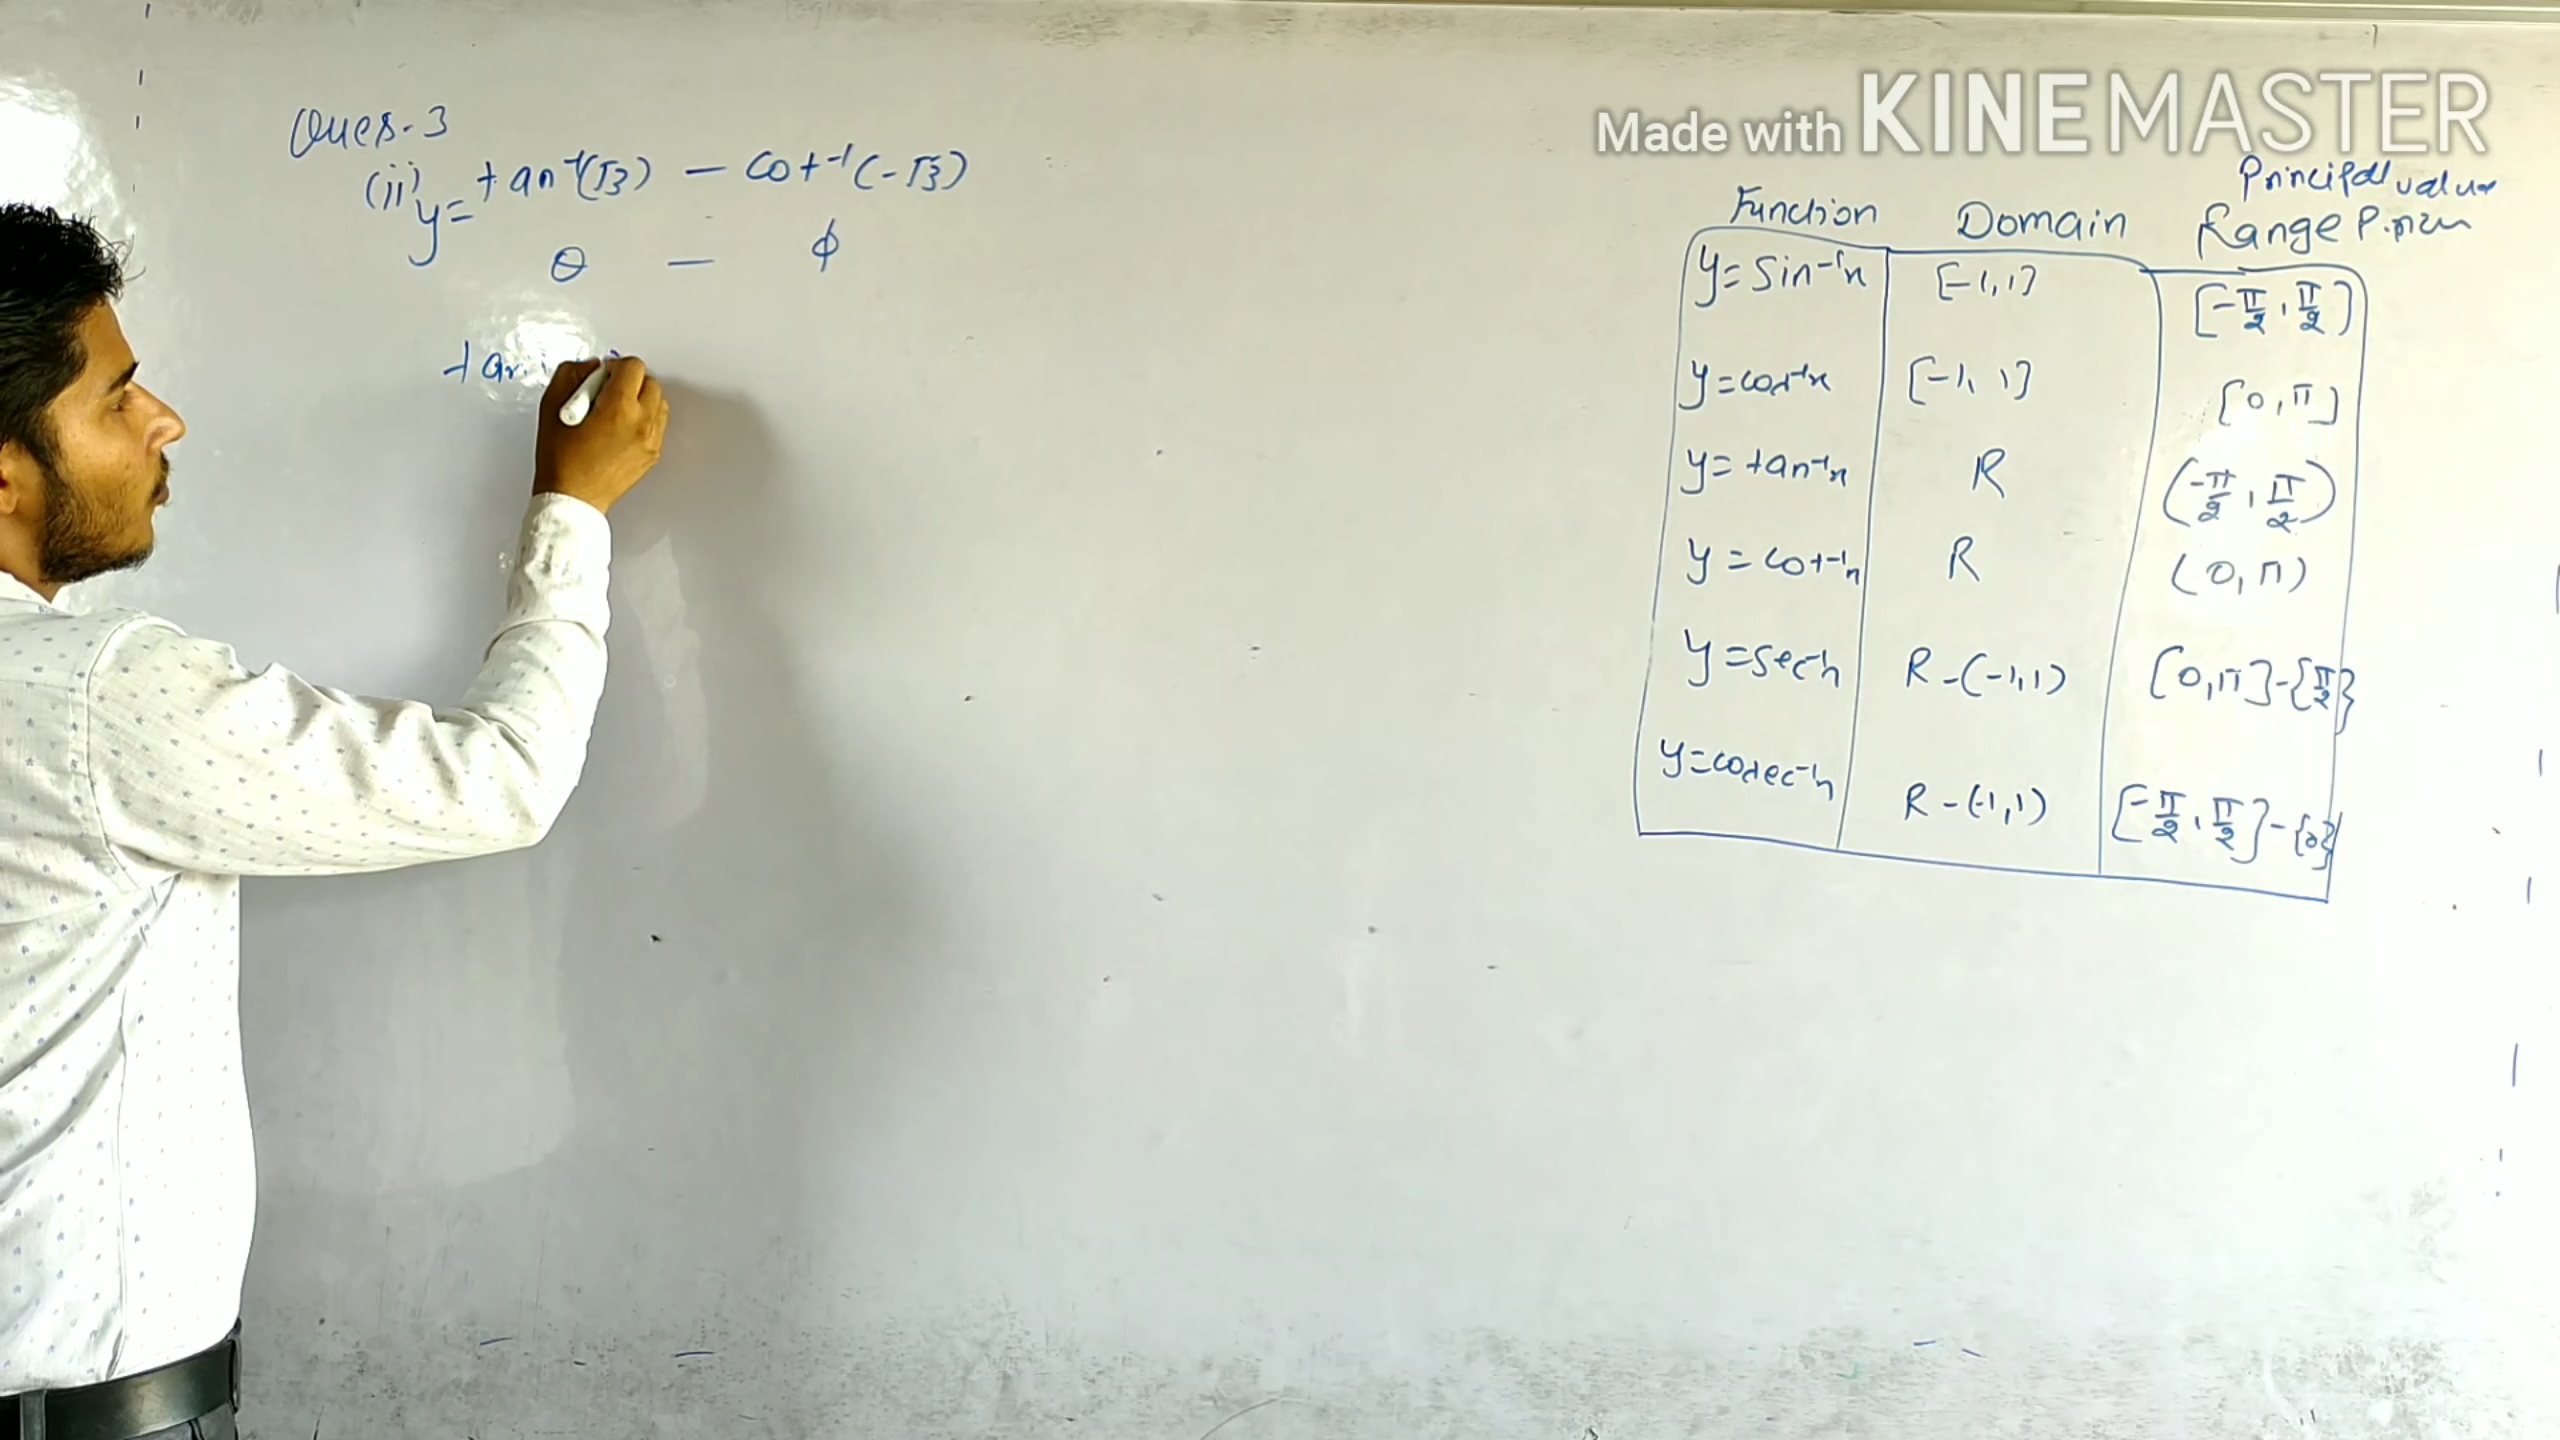 Made with KINEMASTER
Ques. 3
(ii) y = tan⁻¹(√3) — cot⁻¹(-√3)
θ — ϕ
tan
Principal value
Function Domain Range
y = sin⁻¹x [-1, 1] [-π/2, π/2]
y = cos⁻¹x [-1, 1] [0, π]
y = tan⁻¹x R (-π/2, π/2)
y = cot⁻¹x R (0, π)
y = sec⁻¹x R - (-1, 1) [0, π] - {π/2}
y = cosec⁻¹x R - (-1, 1) [-π/2, π/2] - {0}